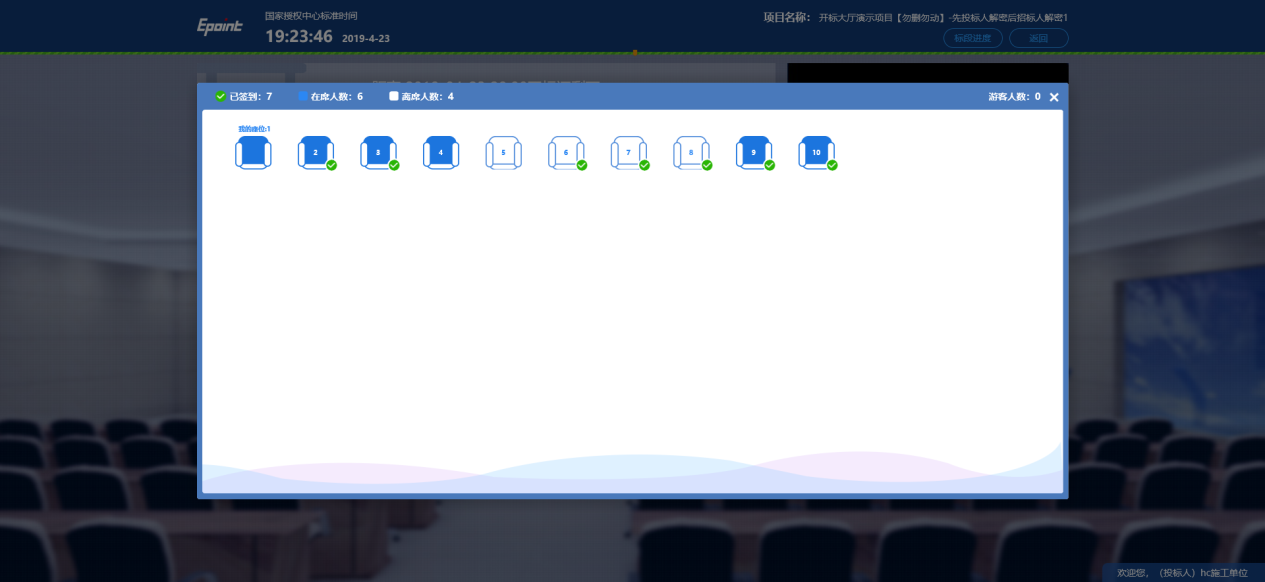 Epoint
国家授权中心标准时间
19:23:46 2019-4-23
项目名称: 开标大厅演示项目【勿删勿动】-先投标人解密后招标人解密1
标段进度 返回
已签到: 7 在席人数: 6 离席人数: 4 游客人数: 0
我的座位:1
2 3 4 5 6 7 8 9 10
欢迎您, (投标人) hc施工单位